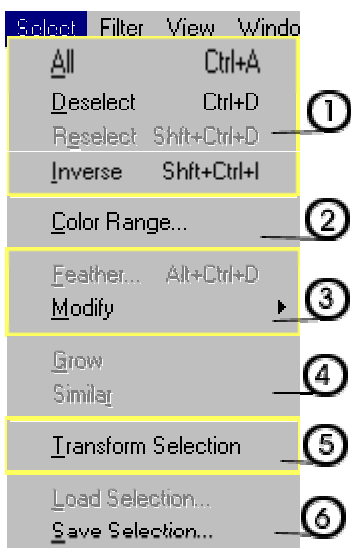 Select Filter View Windo
All Ctrl+A
Deselect Ctrl+D
1
Reselect Shft+Ctrl+D
Inverse Shft+Ctrl+I
Color Range... 2
Feather... Alt+Ctrl+D
Modify 3
Grow
4
Similar
Transform Selection 5
Load Selection...
6
Save Selection...